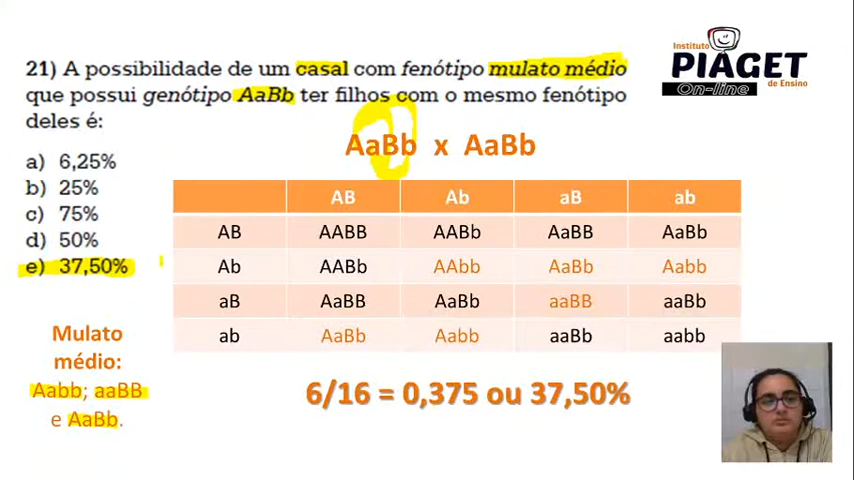 Instituto
PIAGET
On-line de Ensino
21) A possibilidade de um casal com fenótipo mulato médio
que possui genótipo AaBb ter filhos com o mesmo fenótipo
deles é:
AaBb x AaBb
a) 6,25%
b) 25%
c) 75%
d) 50%
e) 37,50%
AB Ab aB ab
AB AABB AABb AaBB AaBb
Ab AABb AAbb AaBb Aabb
aB AaBB AaBb aaBB aaBb
ab AaBb Aabb aaBb aabb
Mulato
médio:
Aabb; aaBB
e AaBb.
6/16 = 0,375 ou 37,50%